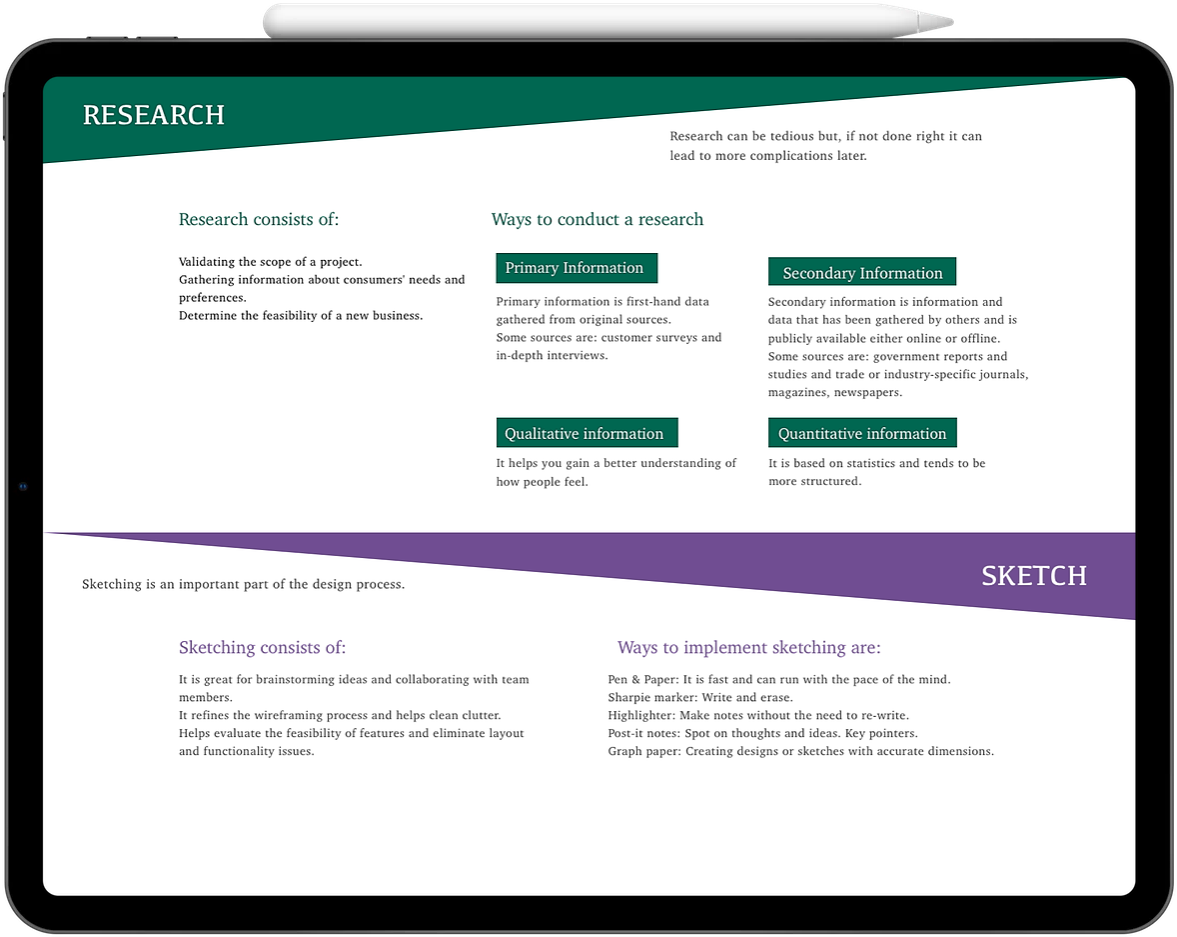 RESEARCH
Research can be tedious but, if not done right it can
lead to more complications later.
Research consists of:
Validating the scope of a project.
Gathering information about consumers' needs and
preferences.
Determine the feasibility of a new business.
Ways to conduct a research
Primary Information
Primary information is first-hand data
gathered from original sources.
Some sources are: customer surveys and
in-depth interviews.
Secondary Information
Secondary information is information and
data that has been gathered by others and is
publicly available either online or offline.
Some sources are: government reports and
studies and trade or industry-specific journals,
magazines, newspapers.
Qualitative information
It helps you gain a better understanding of
how people feel.
Quantitative information
It is based on statistics and tends to be
more structured.
SKETCH
Sketching is an important part of the design process.
Sketching consists of:
It is great for brainstorming ideas and collaborating with team
members.
It refines the wireframing process and helps clean clutter.
Helps evaluate the feasibility of features and eliminate layout
and functionality issues.
Ways to implement sketching are:
Pen & Paper: It is fast and can run with the pace of the mind.
Sharpie marker: Write and erase.
Highlighter: Make notes without the need to re-write.
Post-it notes: Spot on thoughts and ideas. Key pointers.
Graph paper: Creating designs or sketches with accurate dimensions.